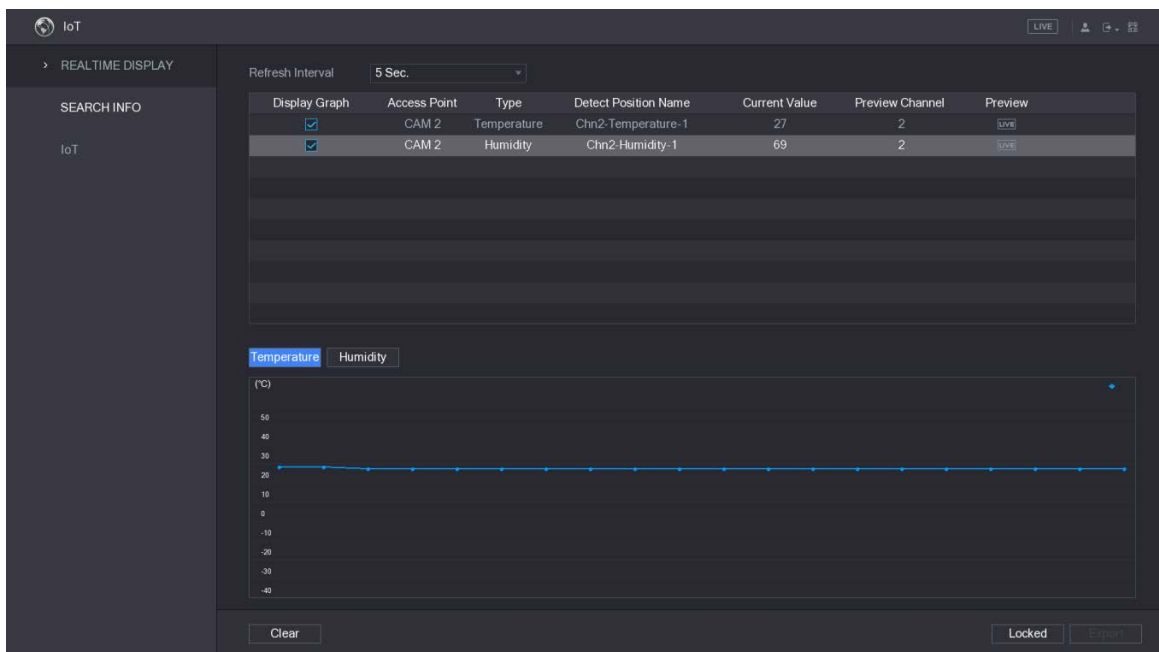 IoT LIVE
REALTIME DISPLAY
SEARCH INFO
IoT
Refresh Interval 5 Sec.
Display Graph Access Point Type Detect Position Name Current Value Preview Channel Preview
CAM 2 Temperature Chn2-Temperature-1 27 2 LIVE
CAM 2 Humidity Chn2-Humidity-1 69 2 LIVE
Temperature Humidity
(°C)
50
40
30
20
10
0
-10
-20
-30
-40
Clear Locked Export